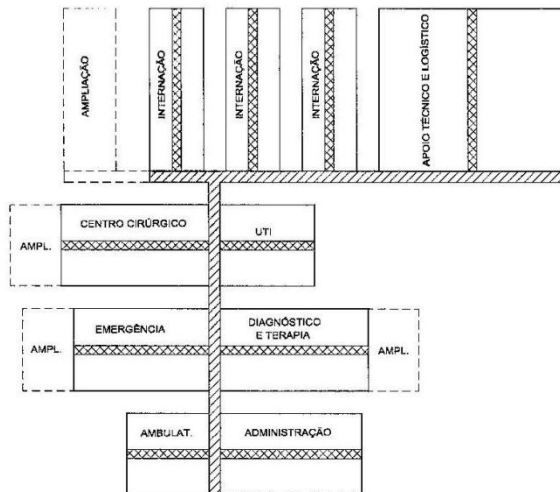 AMPLIAÇÃO
INTERNAÇÃO
INTERNAÇÃO
INTERNAÇÃO
APOIO TÉCNICO E LOGÍSTICO
CENTRO CIRÚRGICO
UTI
AMPL.
EMERGÊNCIA
DIAGNÓSTICO
E TERAPIA
AMPL.
AMPL.
AMBULAT.
ADMINISTRAÇÃO